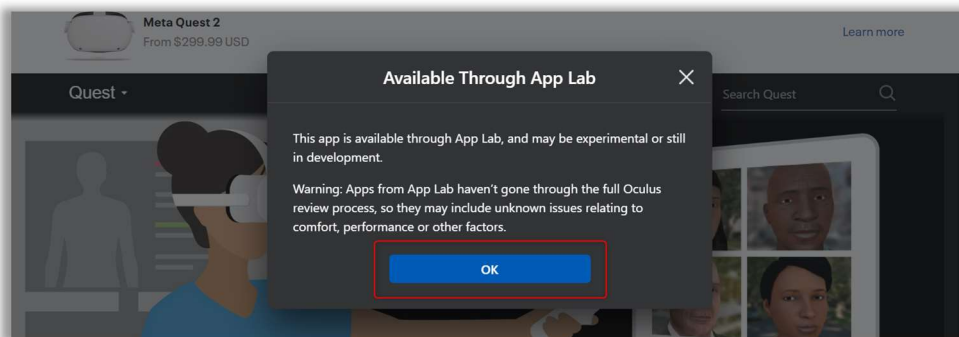 Meta Quest 2
From $299.99 USD
Learn more
Available Through App Lab
Quest
Search Quest
This app is available through App Lab, and may be experimental or still
in development.
Warning: Apps from App Lab haven't gone through the full Oculus
review process, so they may include unknown issues relating to
comfort, performance or other factors.
OK